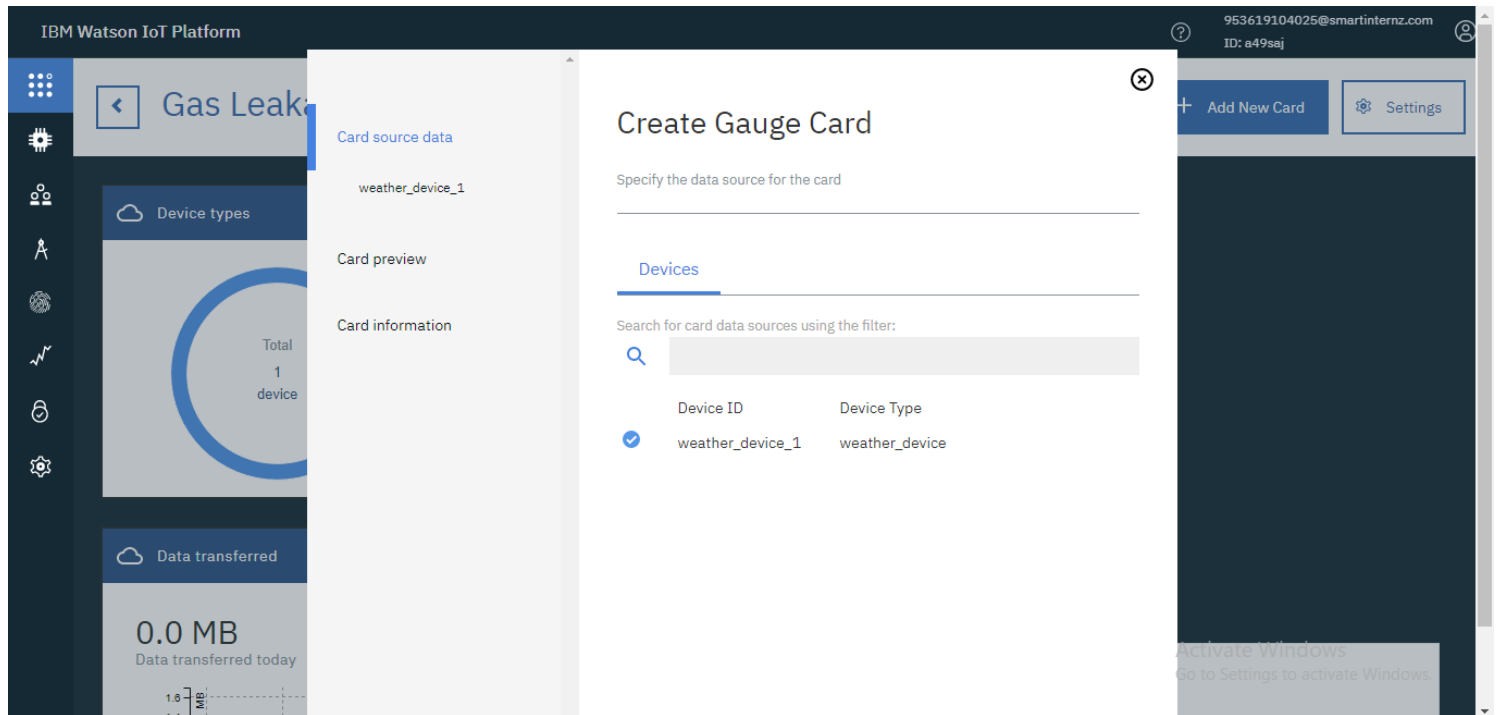 IBM Watson IoT Platform
953619104025@smartinternz.com
ID: a49saj
Gas Leaka
Add New Card
Settings
Card source data
weather_device_1
Card preview
Card information
Create Gauge Card
Specify the data source for the card
Devices
Search for card data sources using the filter:
Device ID Device Type
weather_device_1 weather_device
Device types
Total
1
device
Data transferred
0.0 MB
Data transferred today
1.6
MB
Activate Windows
Go to Settings to activate Windows.